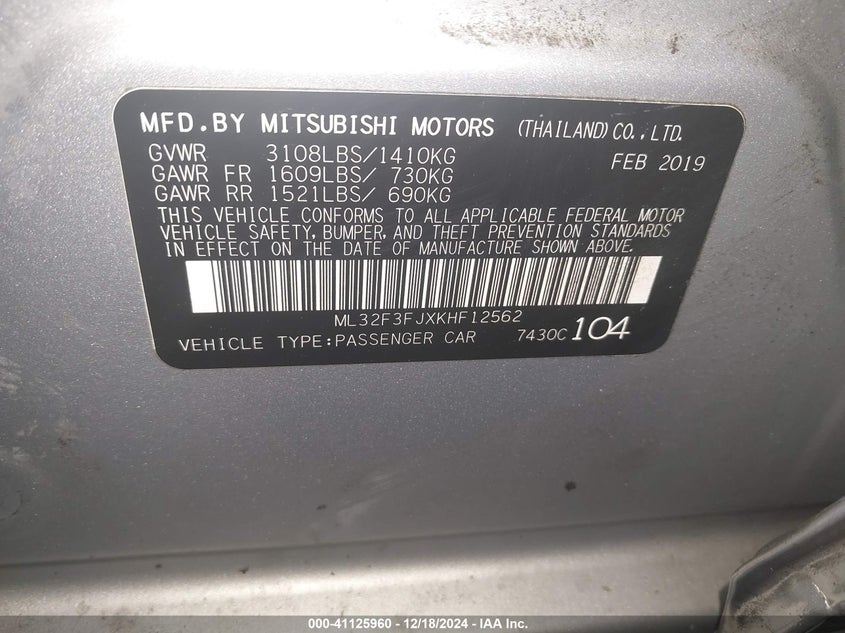 MFD.BY MITSUBISHI MOTORS (THAILAND) CO.,LTD.
GVWR 3108LBS/1410KG FEB 2019
GAWR FR 1609LBS/ 730KG
GAWR RR 1521LBS/ 690KG
THIS VEHICLE CONFORMS TO ALL APPLICABLE FEDERAL MOTOR
VEHICLE SAFETY, BUMPER, AND THEFT PREVENTION STANDARDS
IN EFFECT ON THE DATE OF MANUFACTURE SHOWN ABOVE.
ML32F3FJXKHF12562
VEHICLE TYPE:PASSENGER CAR 7430C 104
000-41125960 - 12/18/2024 - IAA Inc.